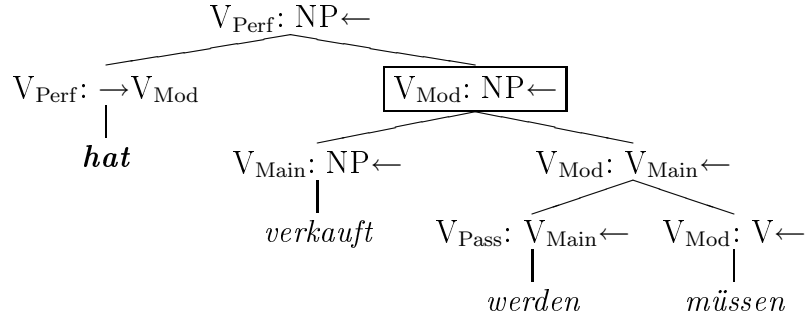 V_Perf: NP←
V_Perf: →V_Mod V_Mod: NP←
hat V_Main: NP← V_Mod: V_Main←
verkauft V_Pass: V_Main← V_Mod: V←
werden müssen